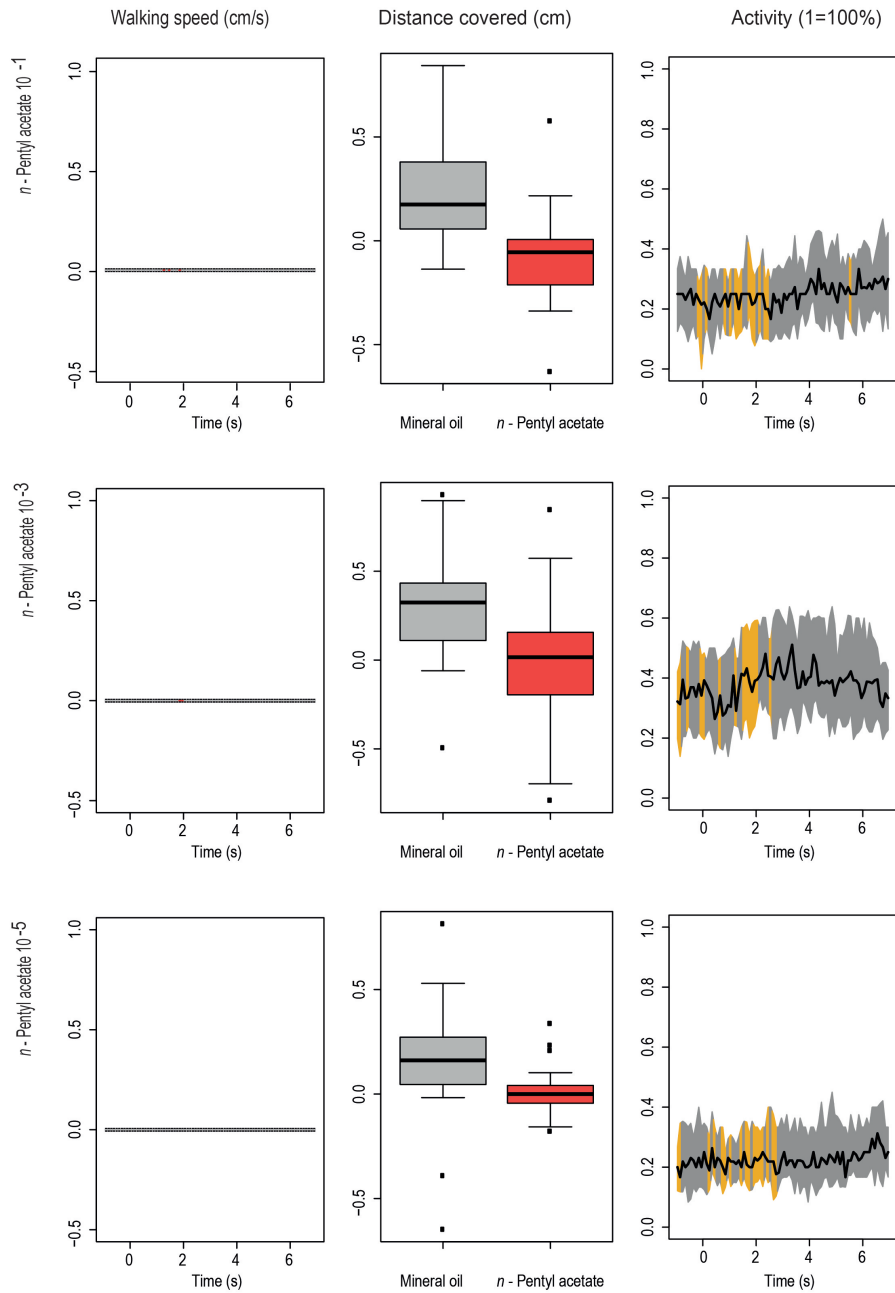 Walking speed (cm/s) Distance covered (cm) Activity (1=100%)
n - Pentyl acetate 10 -1
1.0
0.5
0.0
−0.5
0 2 4 6
Time (s)
0.5
0.0
−0.5
Mineral oil n - Pentyl acetate
1.0
0.8
0.6
0.4
0.2
0.0
0 2 4 6
Time (s)
n - Pentyl acetate 10 -3
1.0
0.5
0.0
−0.5
0 2 4 6
Time (s)
0.5
0.0
−0.5
Mineral oil n - Pentyl acetate
1.0
0.8
0.6
0.4
0.2
0.0
0 2 4 6
Time (s)
n - Pentyl acetate 10 -5
1.0
0.5
0.0
−0.5
0 2 4 6
Time (s)
0.5
0.0
−0.5
Mineral oil n - Pentyl acetate
1.0
0.8
0.6
0.4
0.2
0.0
0 2 4 6
Time (s)